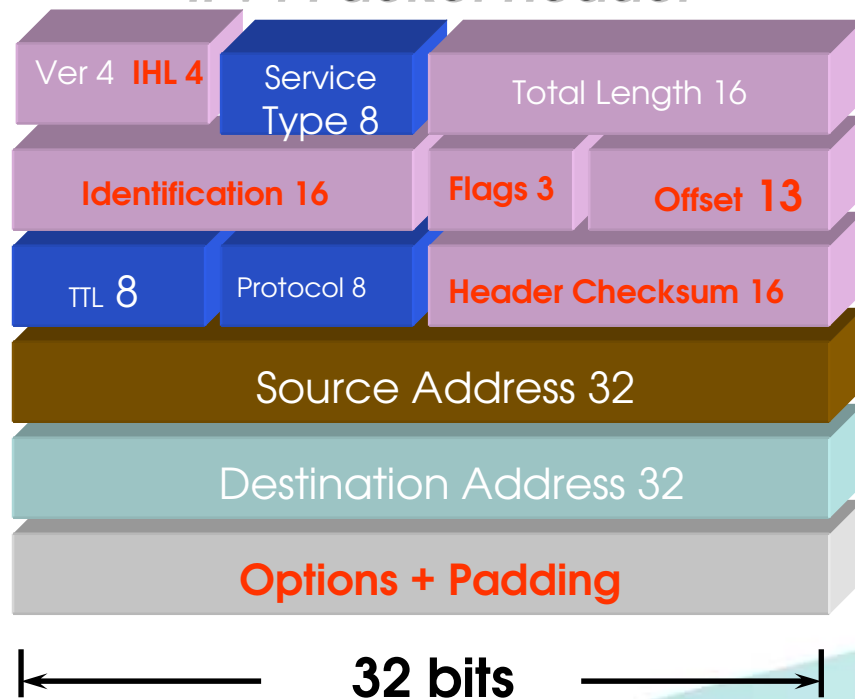 Ver 4 IHL 4
Service Type 8
Total Length 16
Identification 16
Flags 3
Offset 13
TTL 8
Protocol 8
Header Checksum 16
Source Address 32
Destination Address 32
Options + Padding
32 bits